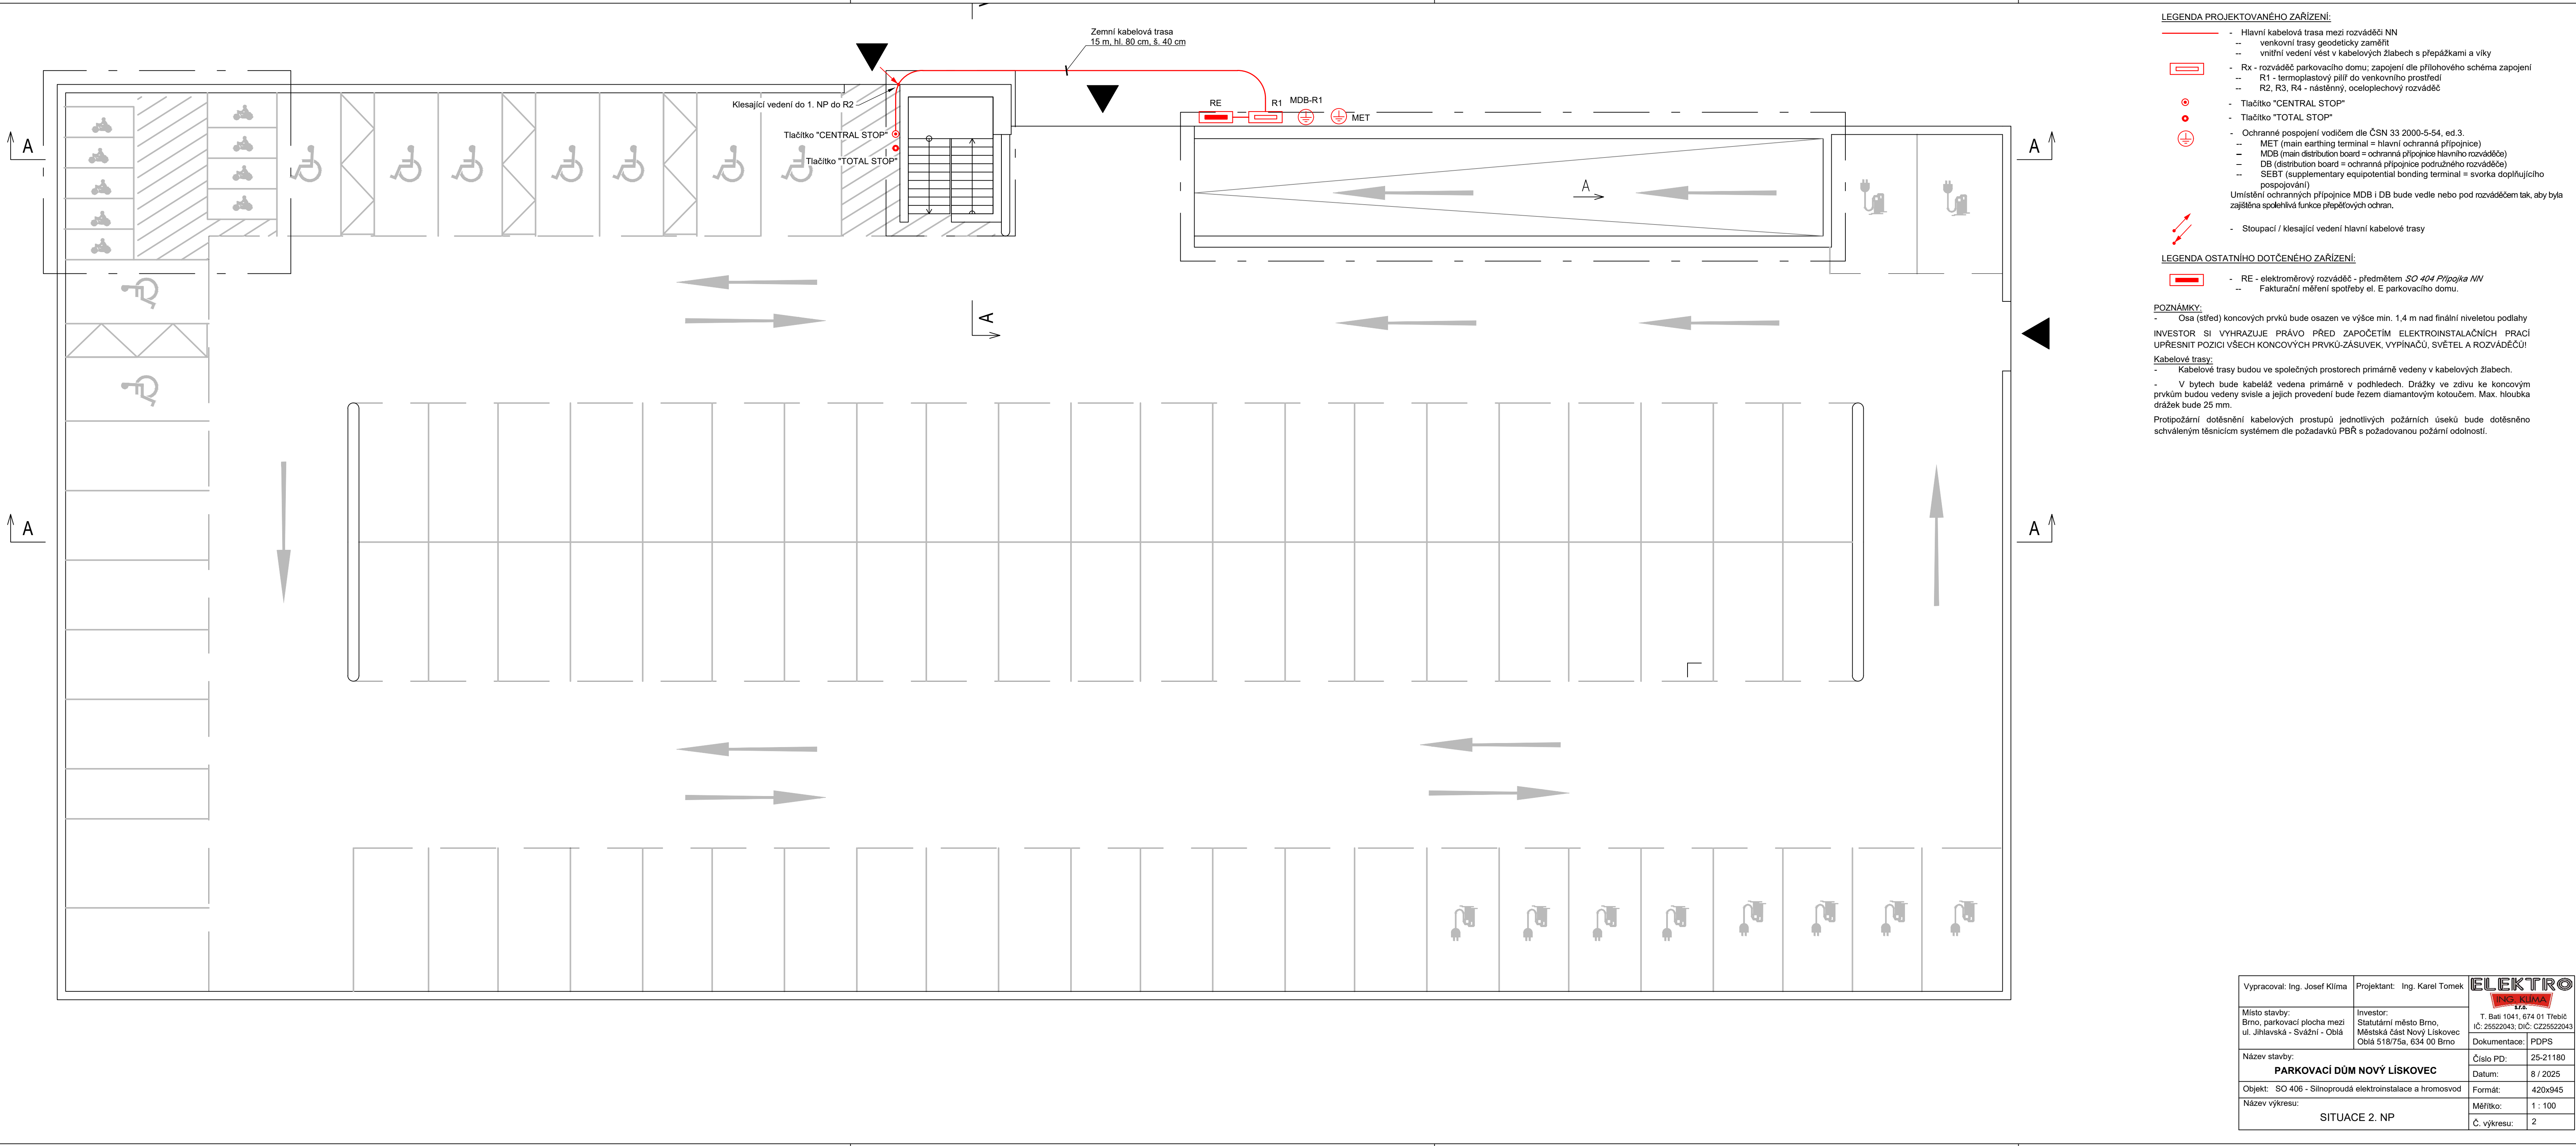 Zemní kabelová trasa
15 m, hl. 80 cm, š. 40 cm
Klesající vedení do 1. NP do R2
Tlačítko "CENTRAL STOP"
Tlačítko "TOTAL STOP"
RE
R1
MDB-R1
MET
A
A
A
A
A
A
LEGENDA PROJEKTOVANÉHO ZAŘÍZENÍ:
- Hlavní kabelová trasa mezi rozváděči NN
-- venkovní trasy geodeticky zaměřit
-- vnitřní vedení vést v kabelových žlabech s přepážkami a víky
- Rx - rozváděč parkovacího domu; zapojení dle přílohového schéma zapojení
-- R1 - termoplastový pilíř do venkovního prostředí
-- R2, R3, R4 - nástěnný, oceloplechový rozváděč
- Tlačítko "CENTRAL STOP"
- Tlačítko "TOTAL STOP"
- Ochranné pospojení vodičem dle ČSN 33 2000-5-54, ed.3.
-- MET (main earthing terminal = hlavní ochranná přípojnice)
-- MDB (main distribution board = ochranná přípojnice hlavního rozváděče)
-- DB (distribution board = ochranná přípojnice podružného rozváděče)
-- SEBT (supplementary equipotential bonding terminal = svorka doplňujícího
pospojování)
Umístění ochranných přípojnice MDB i DB bude vedle nebo pod rozváděčem tak, aby byla
zajištěna spolehlivá funkce přepěťových ochran.
- Stoupací / klesající vedení hlavní kabelové trasy
LEGENDA OSTATNÍHO DOTČENÉHO ZAŘÍZENÍ:
- RE - elektroměrový rozváděč - předmětem SO 404 Přípojka NN
-- Fakturační měření spotřeby el. E parkovacího domu.
POZNÁMKY:
- Osa (střed) koncových prvků bude osazen ve výšce min. 1,4 m nad finální niveletou podlahy
INVESTOR SI VYHRAZUJE PRÁVO PŘED ZAPOČETÍM ELEKTROINSTALAČNÍCH PRACÍ
UPŘESNIT POZICI VŠECH KONCOVÝCH PRVKŮ-ZÁSUVEK, VYPÍNAČŮ, SVĚTEL A ROZVÁDĚČŮ!
Kabelové trasy:
- Kabelové trasy budou ve společných prostorech primárně vedeny v kabelových žlabech.
- V bytech bude kabeláž vedena primárně v podhledech. Drážky ve zdivu ke koncovým
prvkům budou vedeny svisle a jejich provedení bude řezem diamantovým kotoučem. Max. hloubka
drážek bude 25 mm.
Protipožární dotěsnění kabelových prostupů jednotlivých požárních úseků bude dotěsněno
schváleným těsnicícm systémem dle požadavků PBŘ s požadovanou požární odolností.
Vypracoval: Ing. Josef Klíma
Projektant: Ing. Karel Tomek
ELEKTRO
ING. KLÍMA
s.r.o.
T. Bati 1041, 674 01 Třebíč
IČ: 25522043; DIČ: CZ25522043
Místo stavby:
Brno, parkovací plocha mezi
ul. Jihlavská - Svážní - Oblá
Investor:
Statutární město Brno,
Městská část Nový Lískovec
Oblá 518/75a, 634 00 Brno
Dokumentace: PDPS
Název stavby:
PARKOVACÍ DŮM NOVÝ LÍSKOVEC
Číslo PD: 25-21180
Datum: 8 / 2025
Objekt: SO 406 - Silnoproudá elektroinstalace a hromosvod
Formát: 420x945
Název výkresu:
SITUACE 2. NP
Měřítko: 1 : 100
Č. výkresu: 2